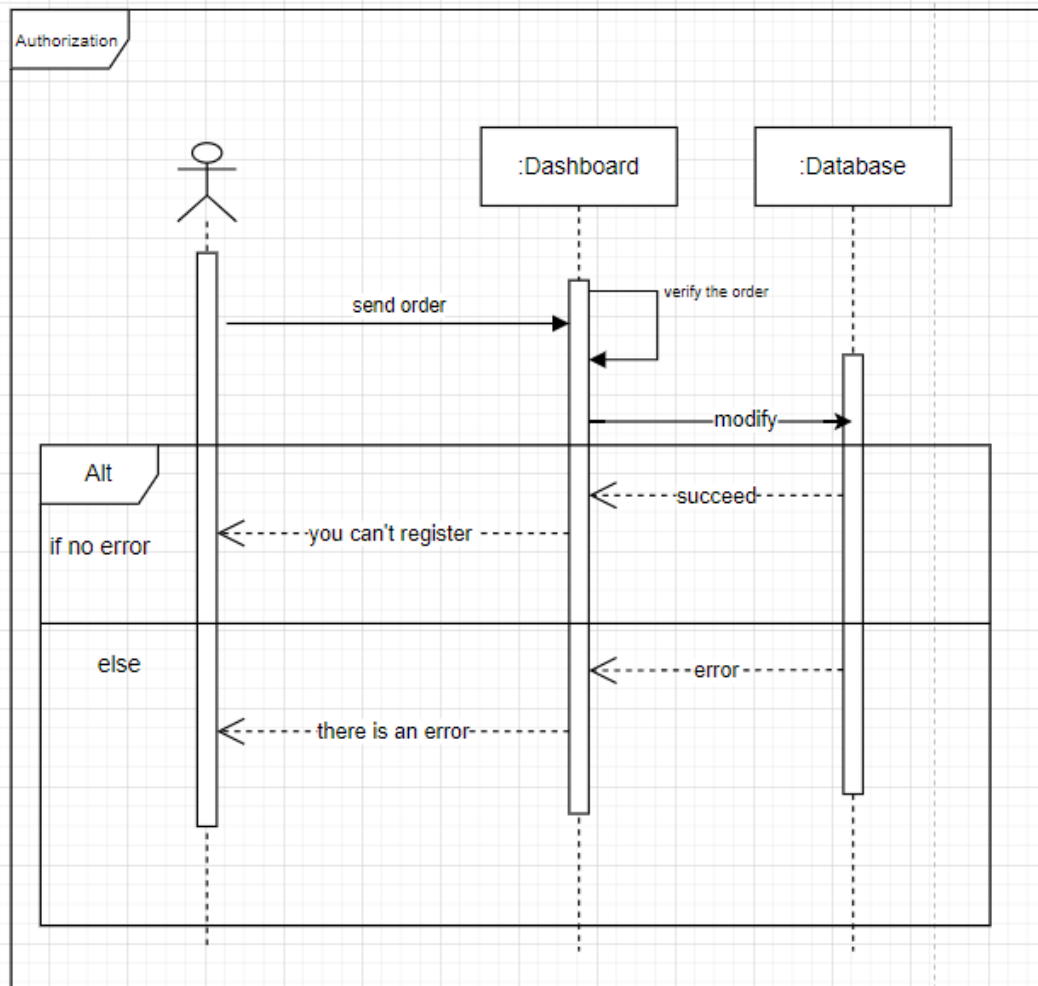 Authorization
:Dashboard
:Database
verify the order
send order
modify
Alt
succeed
you can't register
if no error
else
error
there is an error